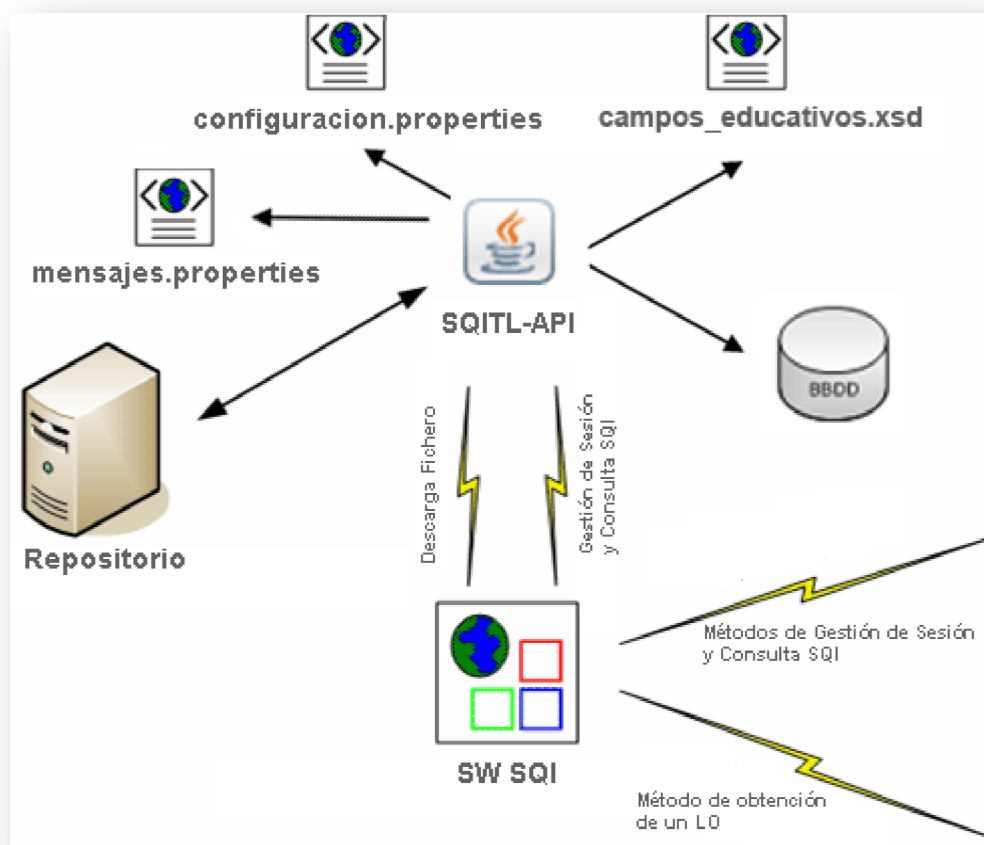 configuracion.properties
campos_educativos.xsd
mensajes.properties
SQITL-API
BBDD
Repositorio
Descarga Fichero
Gestión de Sesión
y Consulta SQI
Métodos de Gestión de Sesión
y Consulta SQI
SW SQI
Método de obtención
de un LO